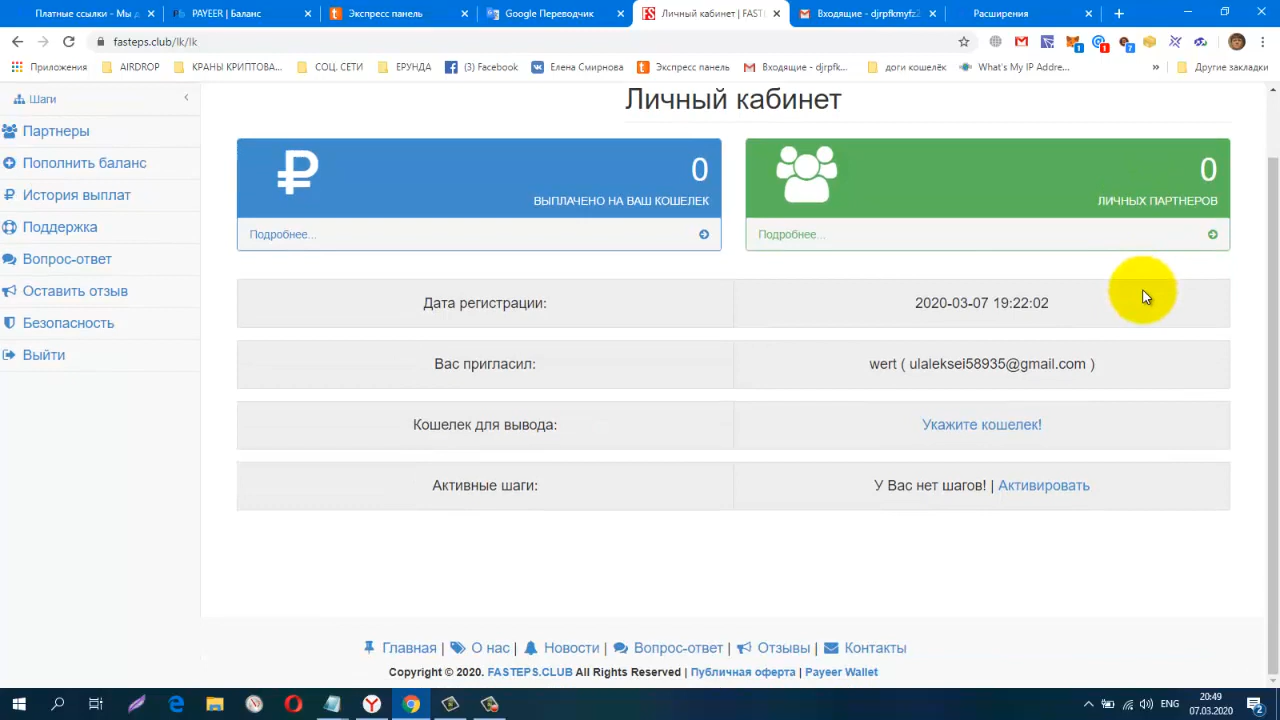 Платные ссылки - Мы д
PAYEER | Баланс
Экспресс панель
Google Переводчик
Личный кабинет | FAST
Входящие - djrpfkmyfz2
Расширения
fasteps.club/lk/lk
Приложения
AIRDROP
КРАНЫ КРИПТОВА...
СОЦ. СЕТИ
ЕРУНДА
(3) Facebook
Елена Смирнова
Экспресс панель
Входящие - djrpfk...
доги кошелёк
What's My IP Addre...
»
Другие закладки
Шаги
Партнеры
Пополнить баланс
История выплат
Поддержка
Вопрос-ответ
Оставить отзыв
Безопасность
Выйти
Личный кабинет
0
ВЫПЛАЧЕНО НА ВАШ КОШЕЛЕК
Подробнее...
0
ЛИЧНЫХ ПАРТНЕРОВ
Подробнее...
Дата регистрации: 2020-03-07 19:22:02
Вас пригласил: wert ( ulaleksei58935@gmail.com )
Кошелек для вывода: Укажите кошелек!
Активные шаги: У Вас нет шагов! | Активировать
Главная | О нас | Новости | Вопрос-ответ | Отзывы | Контакты
Copyright © 2020. FASTEPS.CLUB All Rights Reserved | Публичная оферта | Payeer Wallet
ENG
20:49
07.03.2020